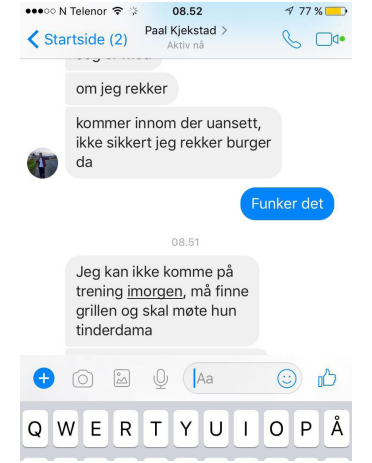 N Telenor 08.52 77 %
Startside (2) Paal Kjekstad >
Aktiv nå
om jeg rekker
kommer innom der uansett,
ikke sikkert jeg rekker burger
da
Funker det
08.51
Jeg kan ikke komme på
trening imorgen, må finne
grillen og skal møte hun
tinderdama
Aa
Q W E R T Y U I O P Å